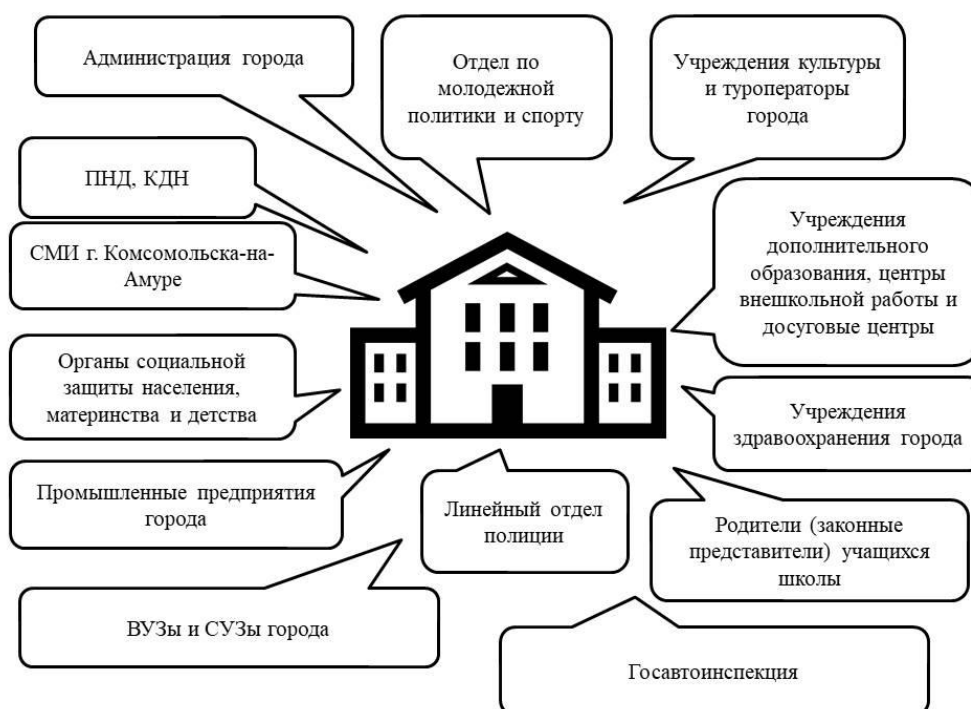 Администрация города
Отдел по
молодежной
политики и спорту
Учреждения культуры
и туроператоры
города
ПНД, КДН
СМИ г. Комсомольска-на-
Амуре
Учреждения
дополнительного
образования, центры
внешкольной работы и
досуговые центры
Органы социальной
защиты населения,
материнства и детства
Учреждения
здравоохранения города
Промышленные предприятия
города
Линейный отдел
полиции
Родители (законные
представители) учащихся
школы
ВУЗы и СУЗы города
Госавтоинспекция